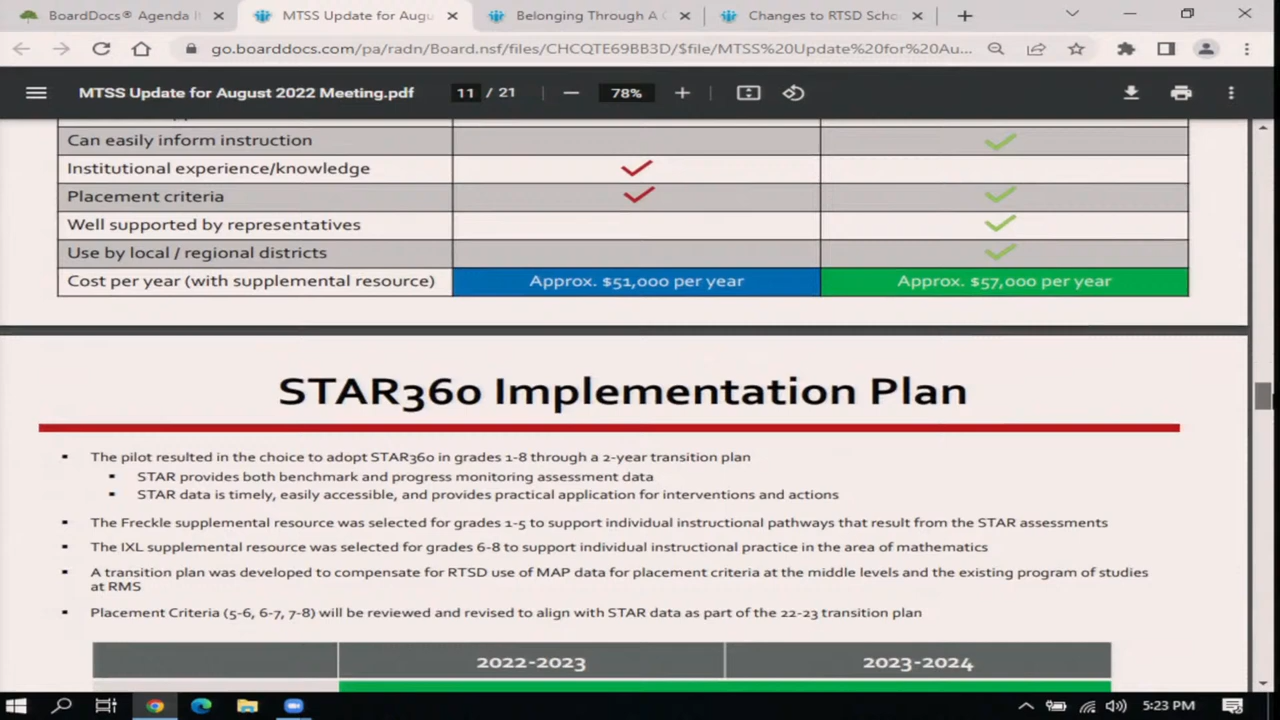 BoardDocs® Agenda It
MTSS Update for Augu
Belonging Through A C
Changes to RTSD Scho
go.boarddocs.com/pa/radn/Board.nsf/files/CHCQTE69BB3D/$file/MTSS%20Update%20for%20Au...
MTSS Update for August 2022 Meeting.pdf
11 / 21
78%
Can easily inform instruction
Institutional experience/knowledge
Placement criteria
Well supported by representatives
Use by local / regional districts
Cost per year (with supplemental resource) Approx. $51,000 per year Approx. $57,000 per year
STAR360 Implementation Plan
▪ The pilot resulted in the choice to adopt STAR360 in grades 1-8 through a 2-year transition plan
▪ STAR provides both benchmark and progress monitoring assessment data
▪ STAR data is timely, easily accessible, and provides practical application for interventions and actions
▪ The Freckle supplemental resource was selected for grades 1-5 to support individual instructional pathways that result from the STAR assessments
▪ The IXL supplemental resource was selected for grades 6-8 to support individual instructional practice in the area of mathematics
▪ A transition plan was developed to compensate for RTSD use of MAP data for placement criteria at the middle levels and the existing program of studies
at RMS
▪ Placement Criteria (5-6, 6-7, 7-8) will be reviewed and revised to align with STAR data as part of the 22-23 transition plan
2022-2023 2023-2024
5:23 PM